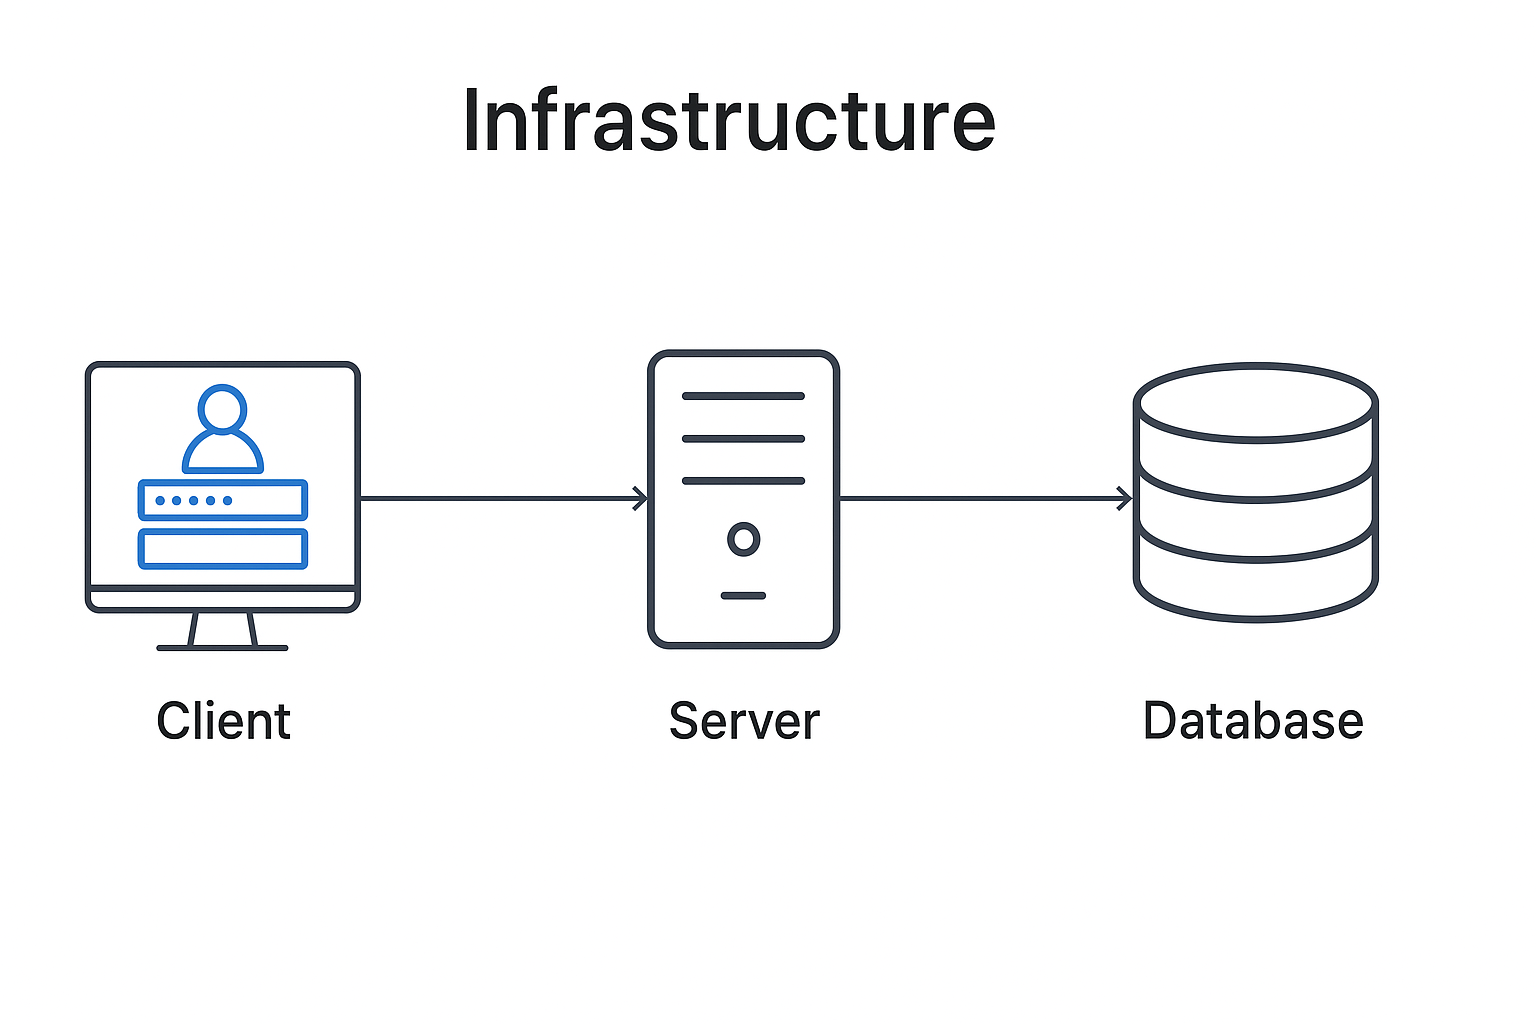 Infrastructure
Client
Server
Database